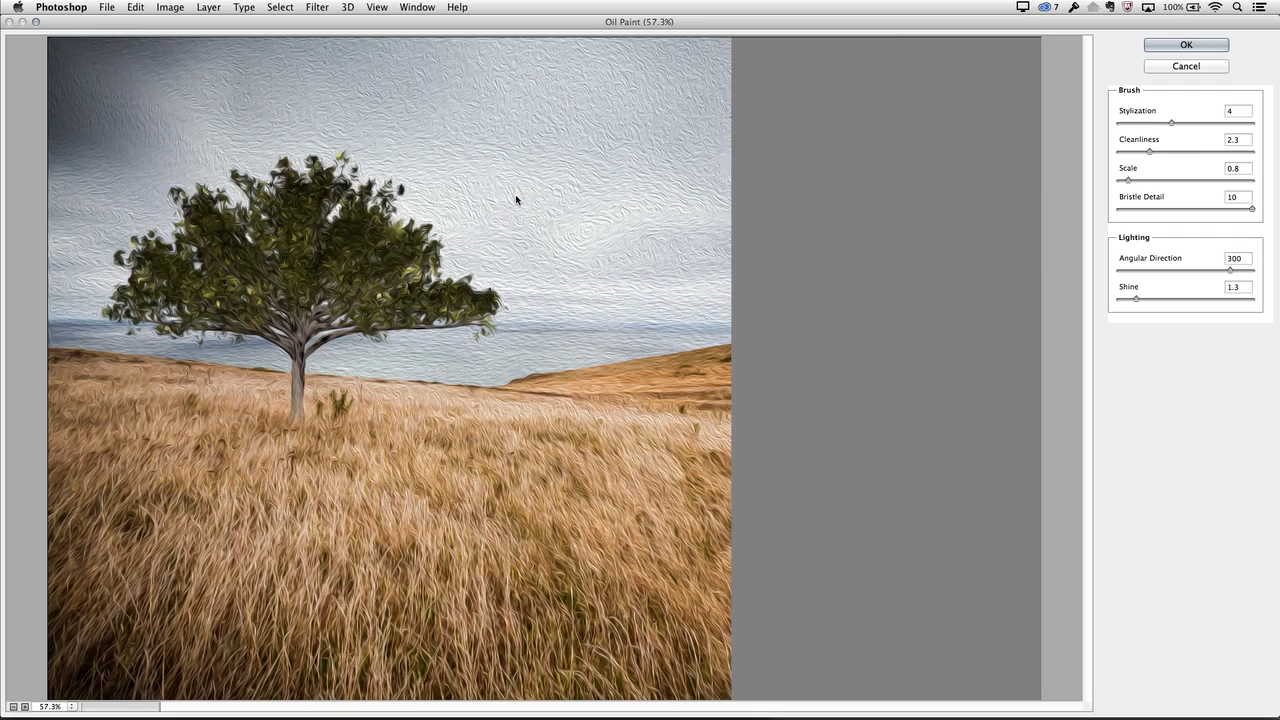 Photoshop File Edit Image Layer Type Select Filter 3D View Window Help 7 100%
Oil Paint (57.3%)
OK
Cancel
Brush
Stylization 4
Cleanliness 2.3
Scale 0.8
Bristle Detail 10
Lighting
Angular Direction 300
Shine 1.3
57.3%